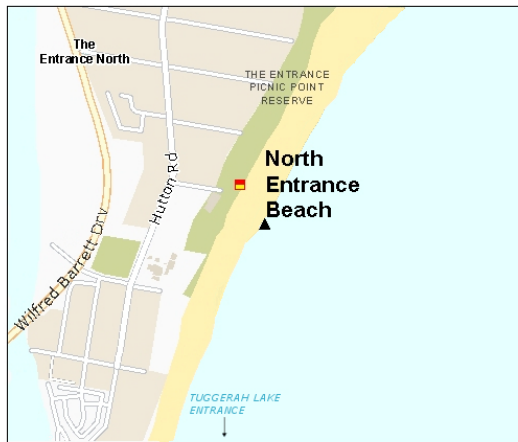 The
Entrance North
THE ENTRANCE
PICNIC POINT
RESERVE
North
Entrance
Beach
Hutton Rd
Wilfred Barrett Drv
TUGGERAH LAKE
ENTRANCE